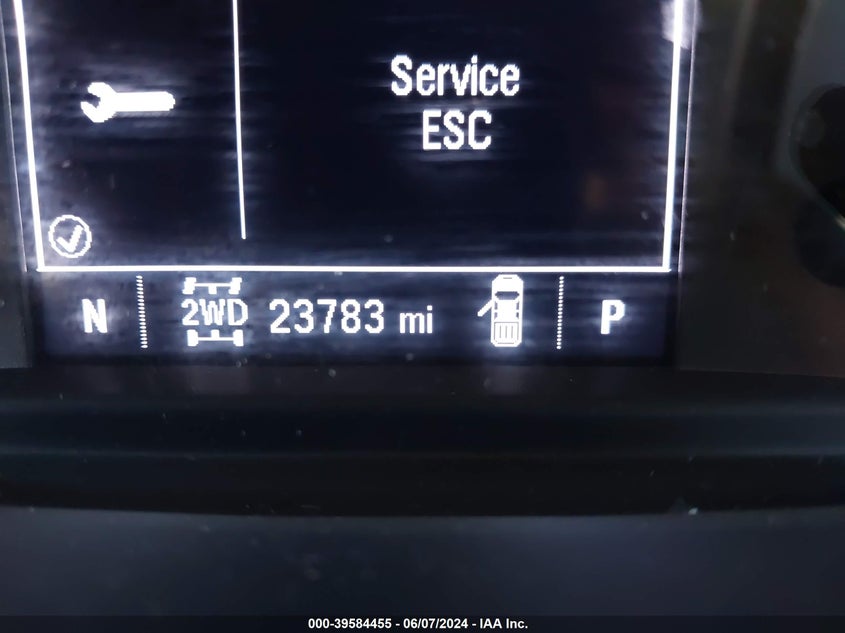 Service
ESC
N 2WD 23783 mi P
000-39584455 - 06/07/2024 - IAA Inc.